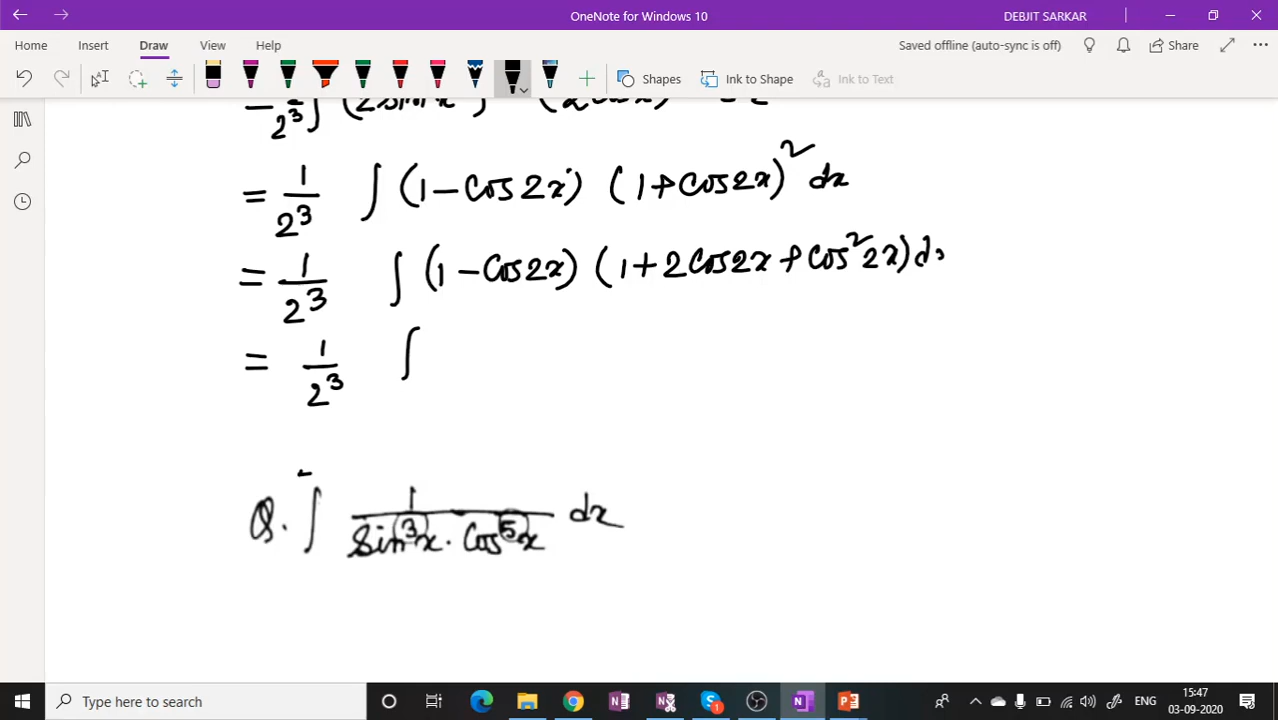 OneNote for Windows 10
DEBJIT SARKAR
Home Insert Draw View Help
Saved offline (auto-sync is off)
Share
Shapes
Ink to Shape
Ink to Text
= 1/2³ ∫ (1 - Cos 2x) (1 + Cos 2x)² dx
= 1/2³ ∫ (1 - Cos 2x) (1 + 2 Cos 2x + Cos² 2x) dx
= 1/2³ ∫
Q. ∫ 1/(Sin³x · Cos⁵x) dx
Type here to search
1
ENG
15:47
03-09-2020